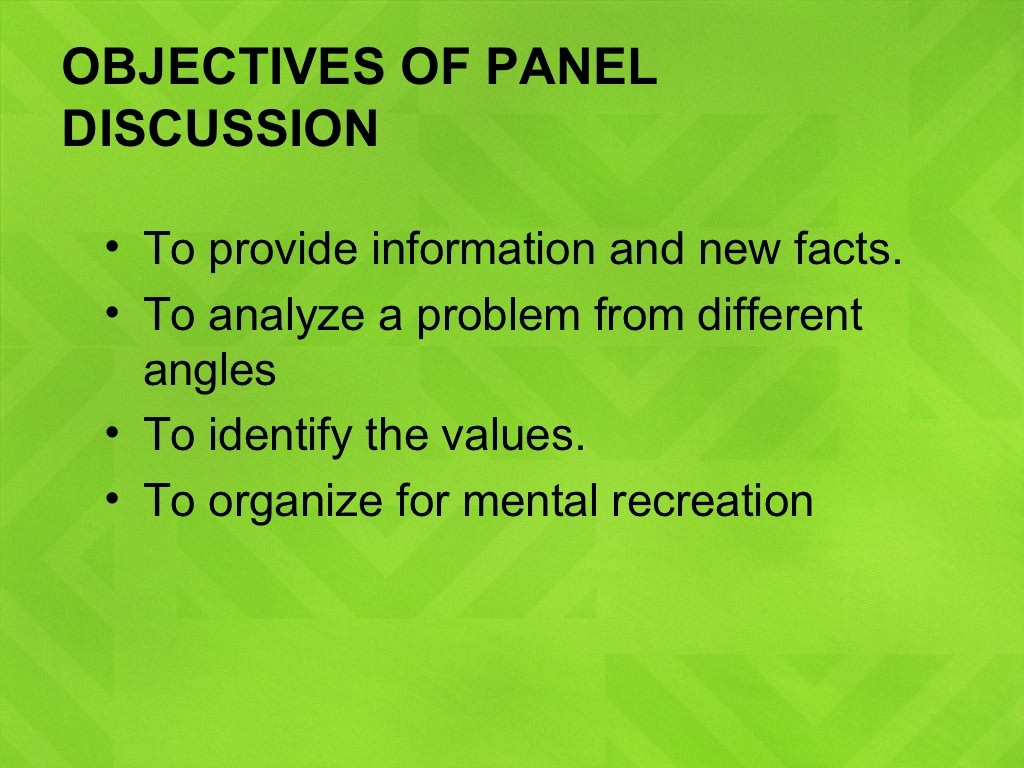 OBJECTIVES OF PANEL
DISCUSSION
• To provide information and new facts.
• To analyze a problem from different
angles
• To identify the values.
• To organize for mental recreation